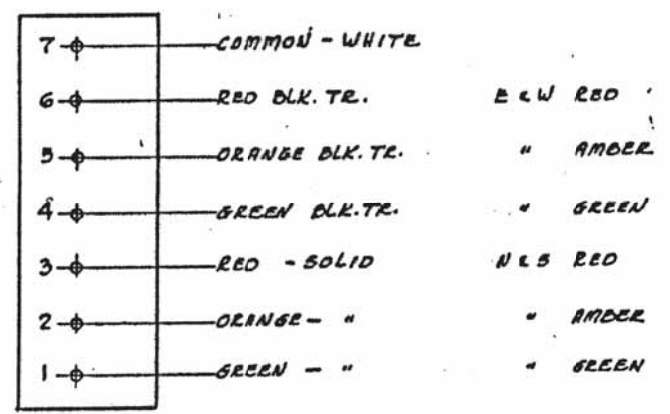 7 COMMON - WHITE
6 RED BLK. TR. E & W RED
5 ORANGE BLK. TR. " AMBER
4 GREEN BLK. TR. " GREEN
3 RED - SOLID N & S RED
2 ORANGE - " " AMBER
1 GREEN - " " GREEN